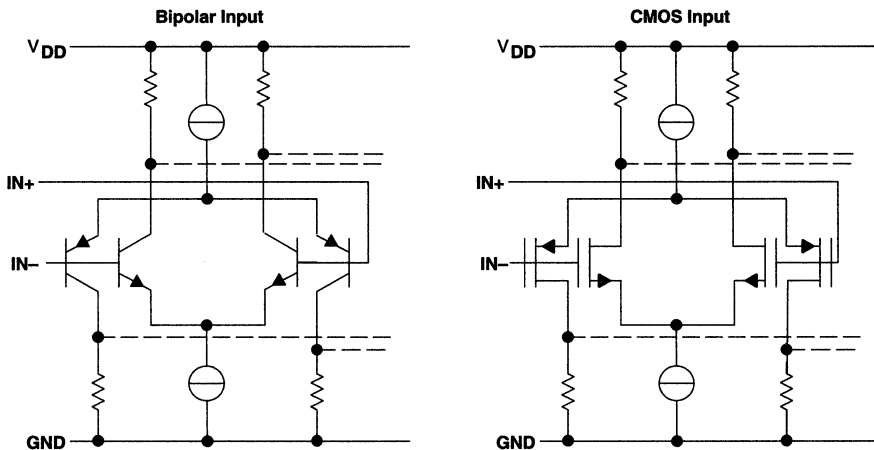 Bipolar Input
CMOS Input
VDD
VDD
IN+
IN+
IN–
IN–
GND
GND